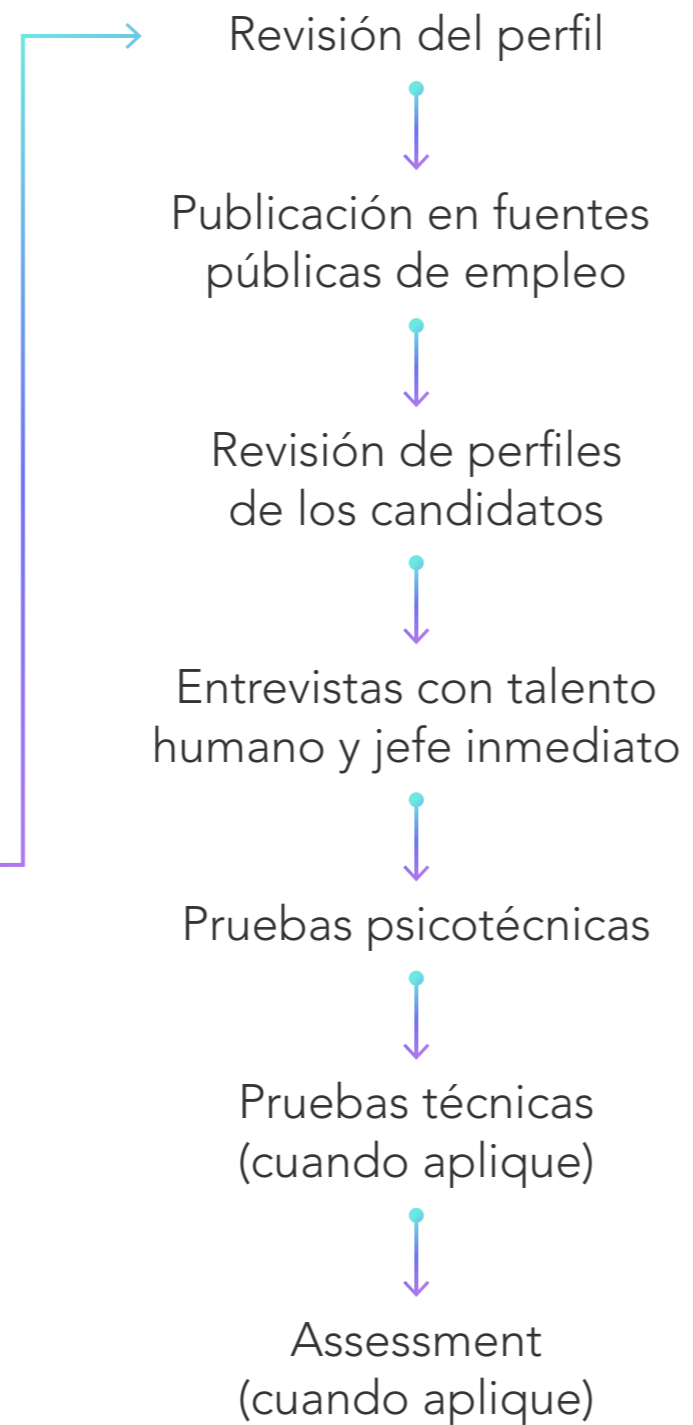 Revisión del perfil
Publicación en fuentes
públicas de empleo
Revisión de perfiles
de los candidatos
Entrevistas con talento
humano y jefe inmediato
Pruebas psicotécnicas
Pruebas técnicas
(cuando aplique)
Assessment
(cuando aplique)